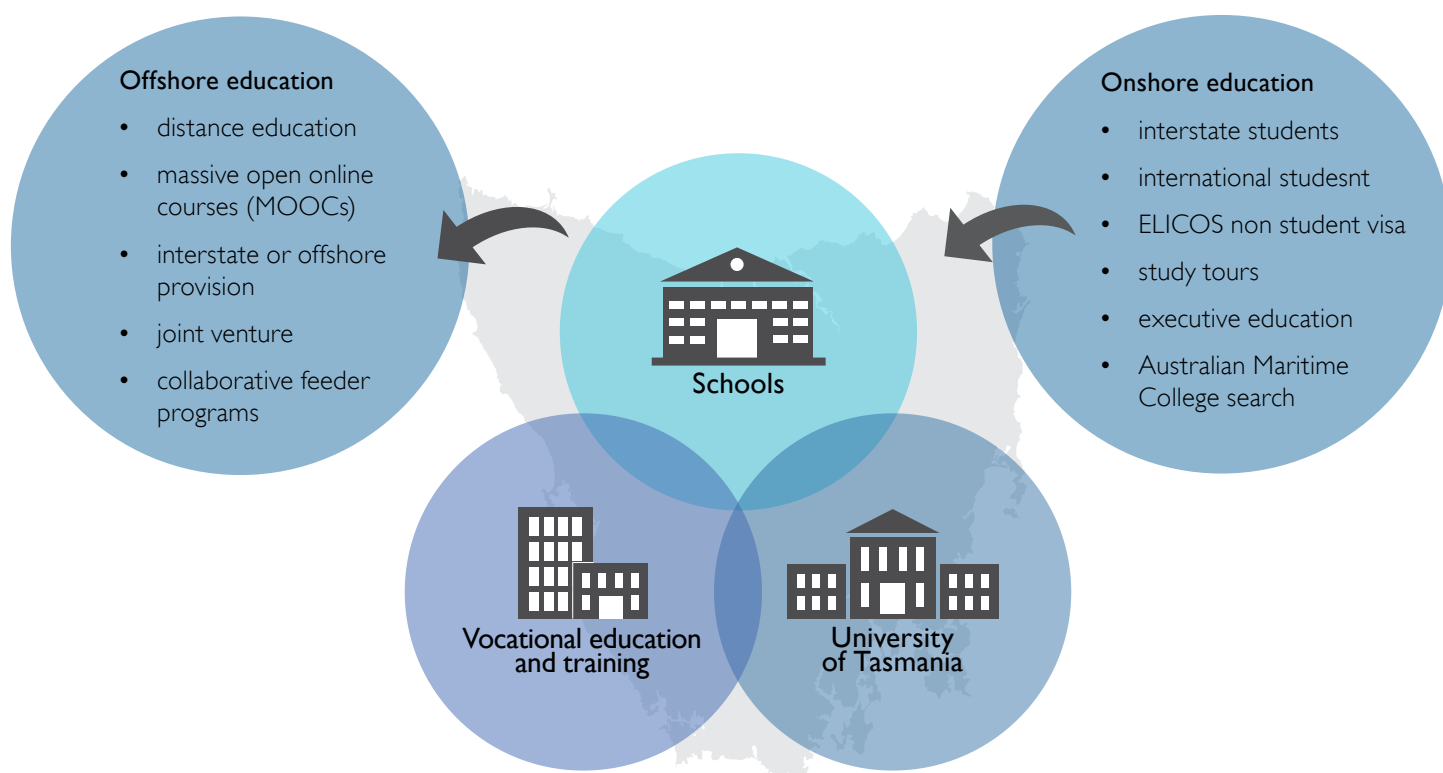 Offshore education
• distance education
• massive open online
courses (MOOCs)
• interstate or offshore
provision
• joint venture
• collaborative feeder
programs
Onshore education
• interstate students
• international studesnt
• ELICOS non student visa
• study tours
• executive education
• Australian Maritime
College search
Schools
Vocational education
and training
University
of Tasmania